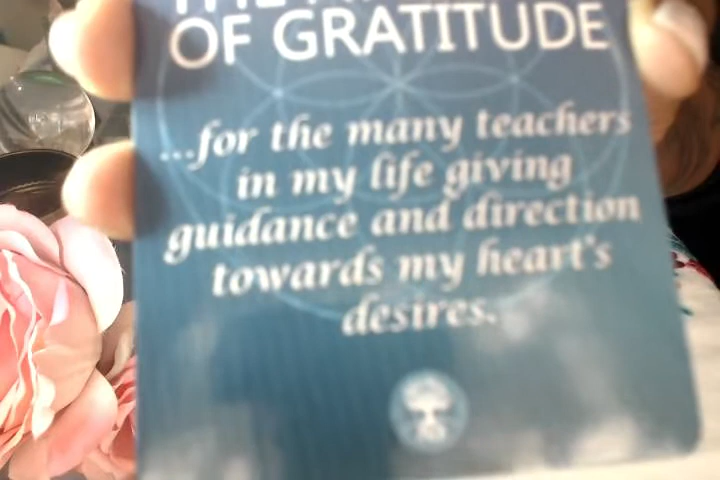 OF GRATITUDE
...for the many teachers
in my life giving
guidance and direction
towards my heart's
desires.